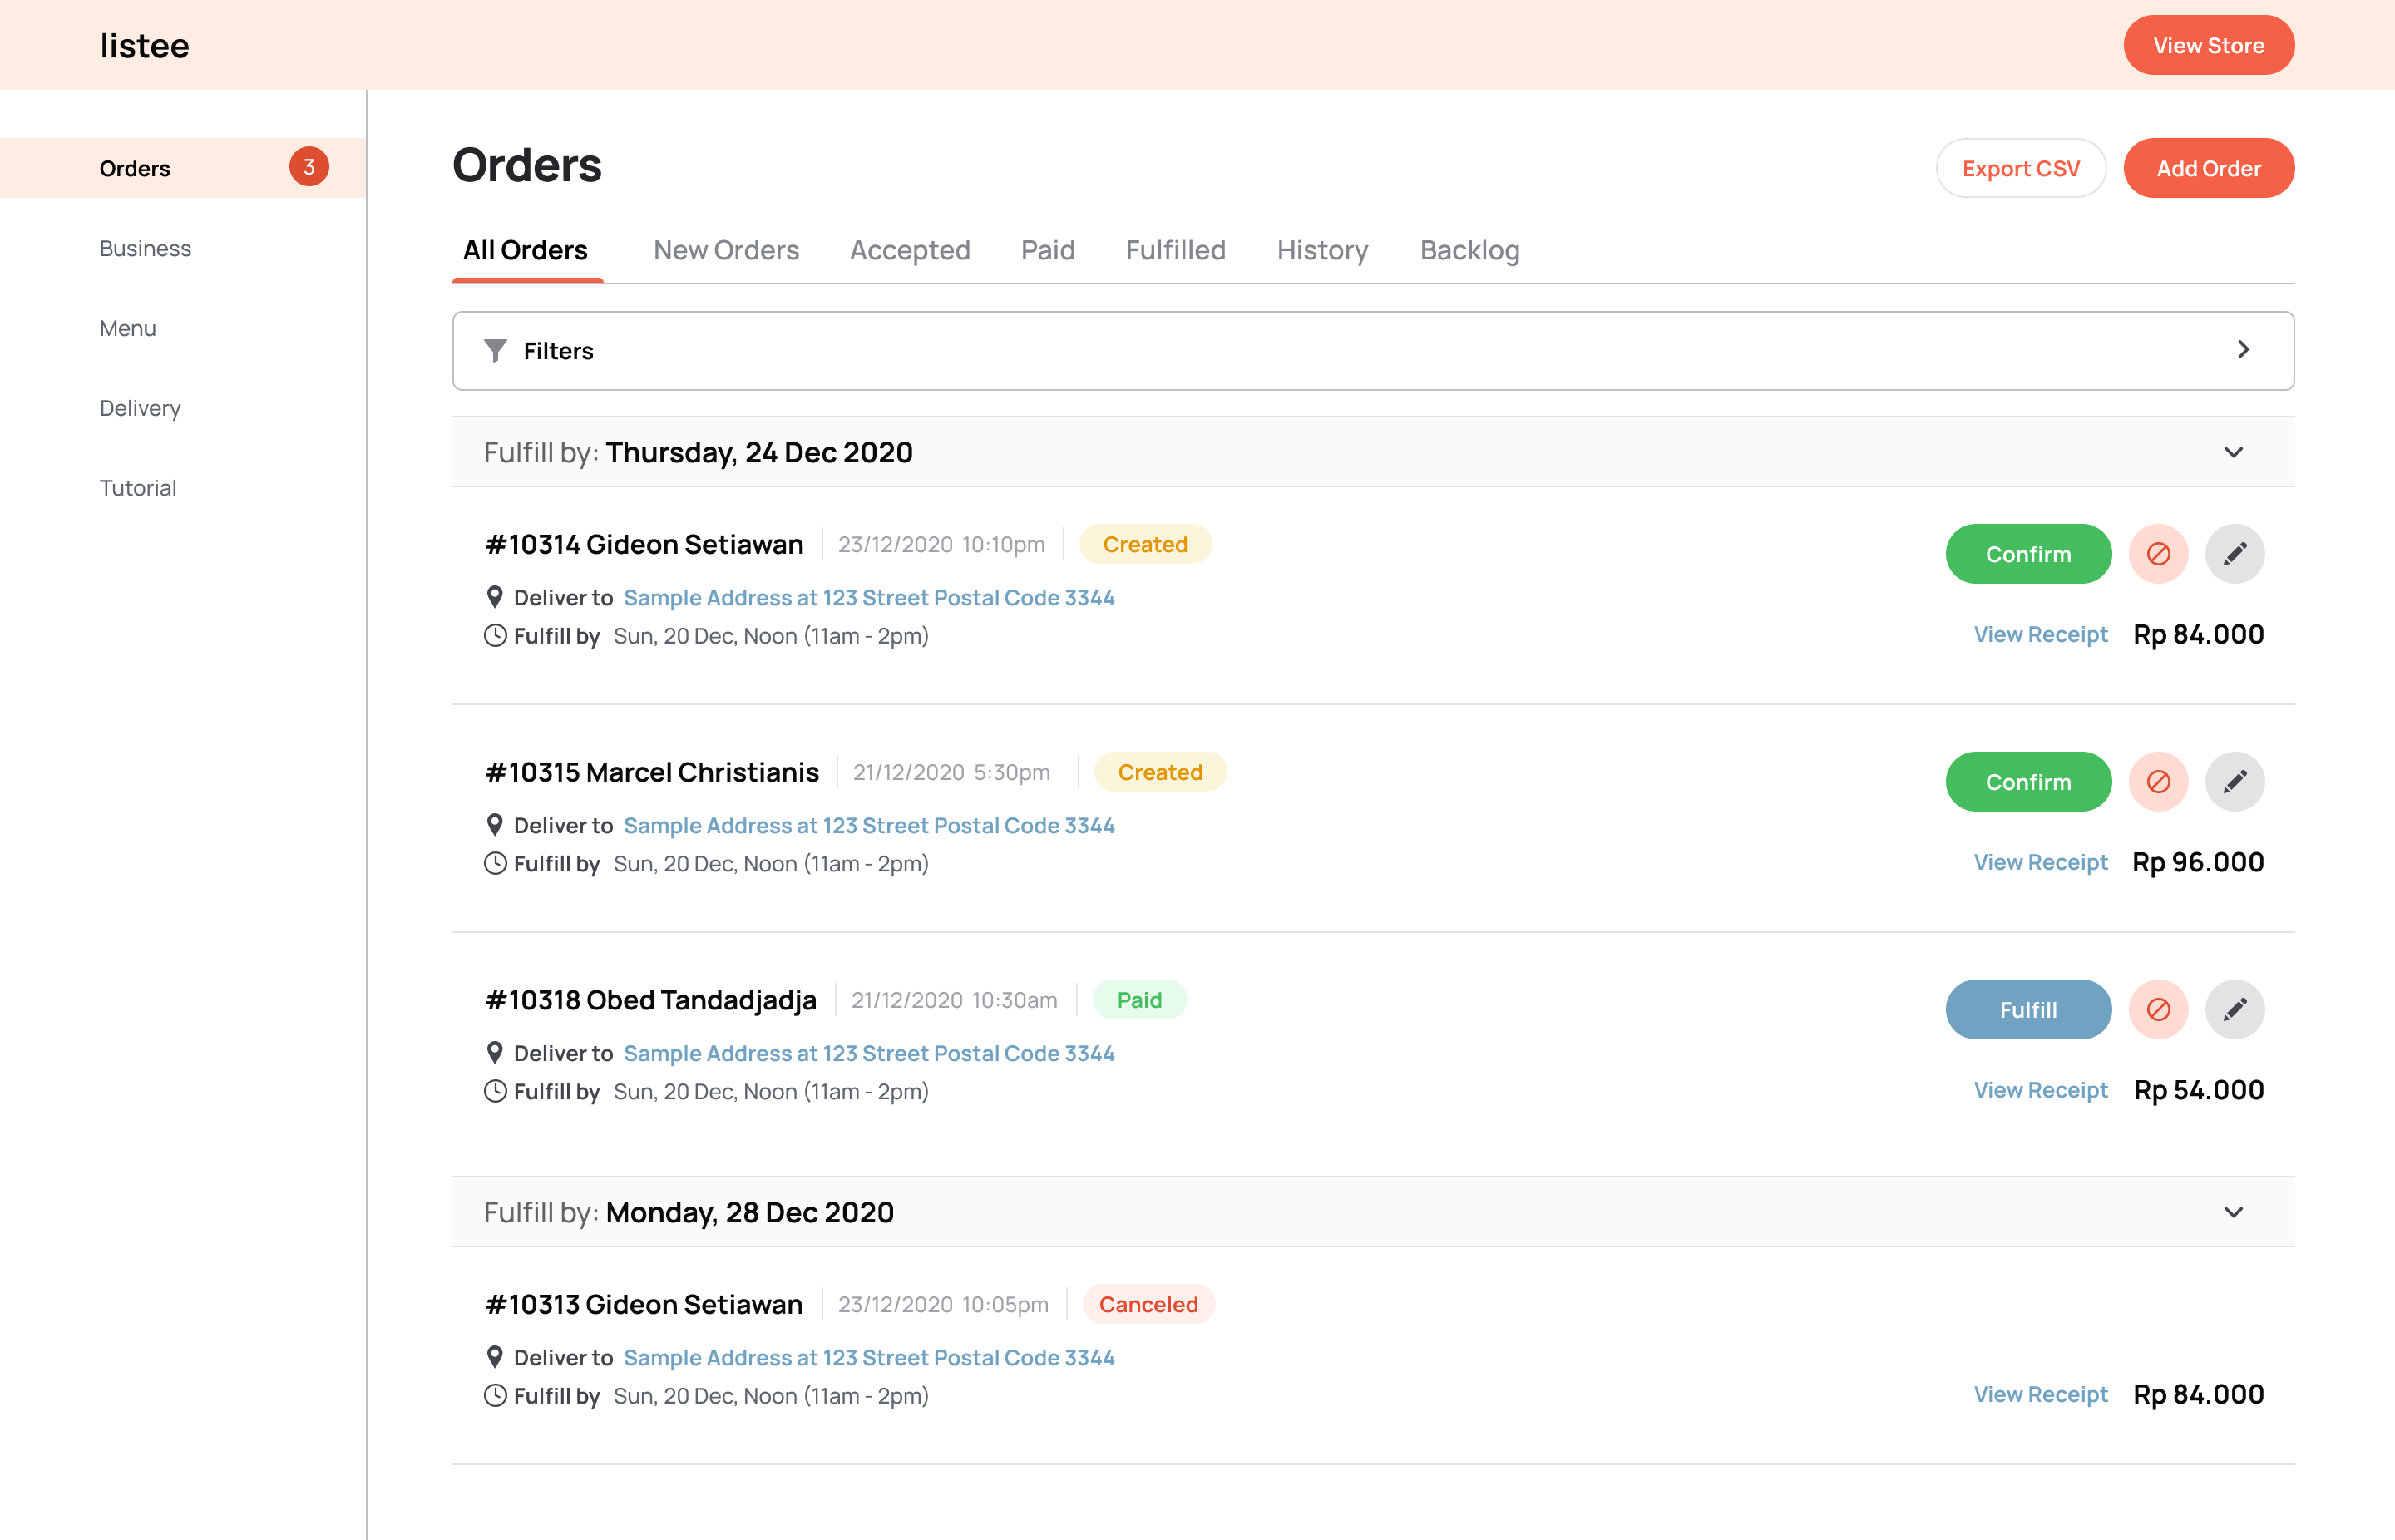 listee
View Store
Orders 3
Business
Menu
Delivery
Tutorial
Orders
Export CSV
Add Order
All Orders New Orders Accepted Paid Fulfilled History Backlog
Filters
Fulfill by: Thursday, 24 Dec 2020
#10314 Gideon Setiawan 23/12/2020 10:10pm Created
Confirm
Deliver to Sample Address at 123 Street Postal Code 3344
Fulfill by Sun, 20 Dec, Noon (11am - 2pm)
View Receipt Rp 84.000
#10315 Marcel Christianis 21/12/2020 5:30pm Created
Confirm
Deliver to Sample Address at 123 Street Postal Code 3344
Fulfill by Sun, 20 Dec, Noon (11am - 2pm)
View Receipt Rp 96.000
#10318 Obed Tandadjadja 21/12/2020 10:30am Paid
Fulfill
Deliver to Sample Address at 123 Street Postal Code 3344
Fulfill by Sun, 20 Dec, Noon (11am - 2pm)
View Receipt Rp 54.000
Fulfill by: Monday, 28 Dec 2020
#10313 Gideon Setiawan 23/12/2020 10:05pm Canceled
Deliver to Sample Address at 123 Street Postal Code 3344
Fulfill by Sun, 20 Dec, Noon (11am - 2pm)
View Receipt Rp 84.000